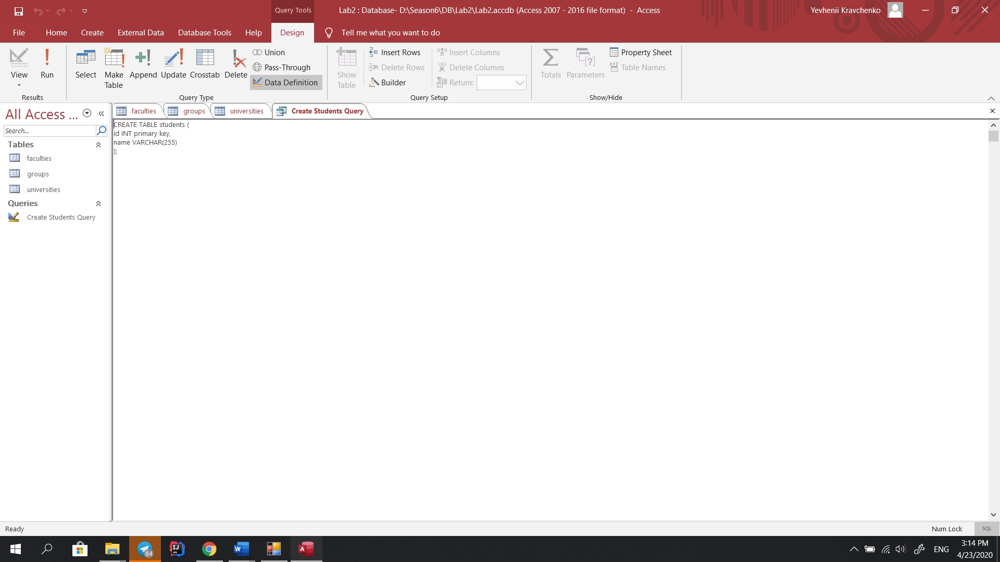 Query Tools
Lab2 : Database- D:\Season6\DB\Lab2\Lab2.accdb (Access 2007 - 2016 file format) - Access
Yevhenii Kravchenko
File Home Create External Data Database Tools Help Design Tell me what you want to do
View
Run
Select
Make Table
Append
Update
Crosstab
Delete
Union
Pass-Through
Data Definition
Show Table
Insert Rows
Delete Rows
Builder
Insert Columns
Delete Columns
Return:
Totals
Parameters
Property Sheet
XYZ Table Names
Results
Query Type
Query Setup
Show/Hide
All Access ...
Search...
Tables
faculties
groups
universities
Queries
Create Students Query
faculties groups universities Create Students Query
CREATE TABLE students (
id INT primary key,
name VARCHAR(255)
);
Ready
Num Lock
SQL
84
IJ
W
A
ENG
3:14 PM
4/23/2020